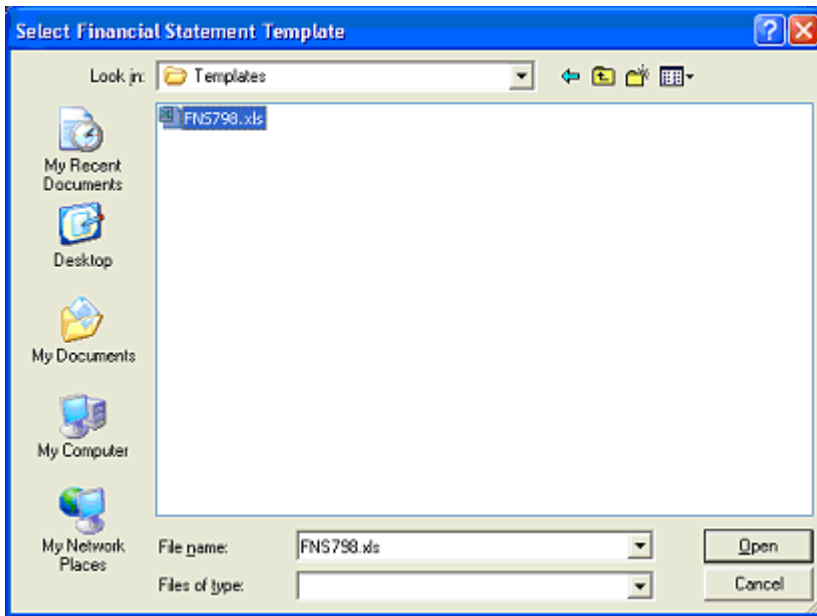 Select Financial Statement Template
Look in: Templates
FNS798.xls
My Recent
Documents
Desktop
My Documents
My Computer
My Network
Places
File name: FNS798.xls Open
Files of type: Cancel